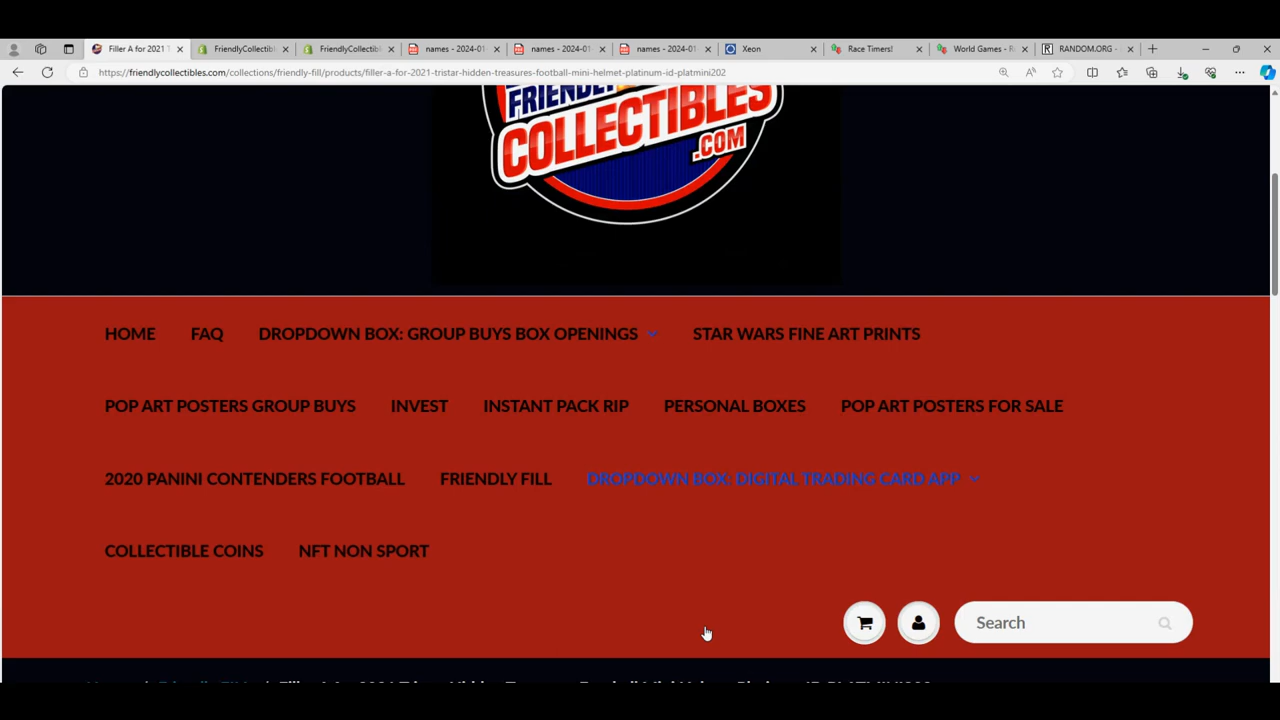 Filler A for 2021 T
FriendlyCollectib
FriendlyCollectib
names - 2024-01-
names - 2024-01-
names - 2024-01
Xeon
Race Timers!
World Games - R
RANDOM.ORG -
https://friendlycollectibles.com/collections/friendly-fill/products/filler-a-for-2021-tristar-hidden-treasures-football-mini-helmet-platinum-id-platmini202
FRIENDLY
COLLECTIBLES
.COM
HOME FAQ DROPDOWN BOX: GROUP BUYS BOX OPENINGS STAR WARS FINE ART PRINTS
POP ART POSTERS GROUP BUYS INVEST INSTANT PACK RIP PERSONAL BOXES POP ART POSTERS FOR SALE
2020 PANINI CONTENDERS FOOTBALL FRIENDLY FILL DROPDOWN BOX: DIGITAL TRADING CARD APP
COLLECTIBLE COINS NFT NON SPORT
Search